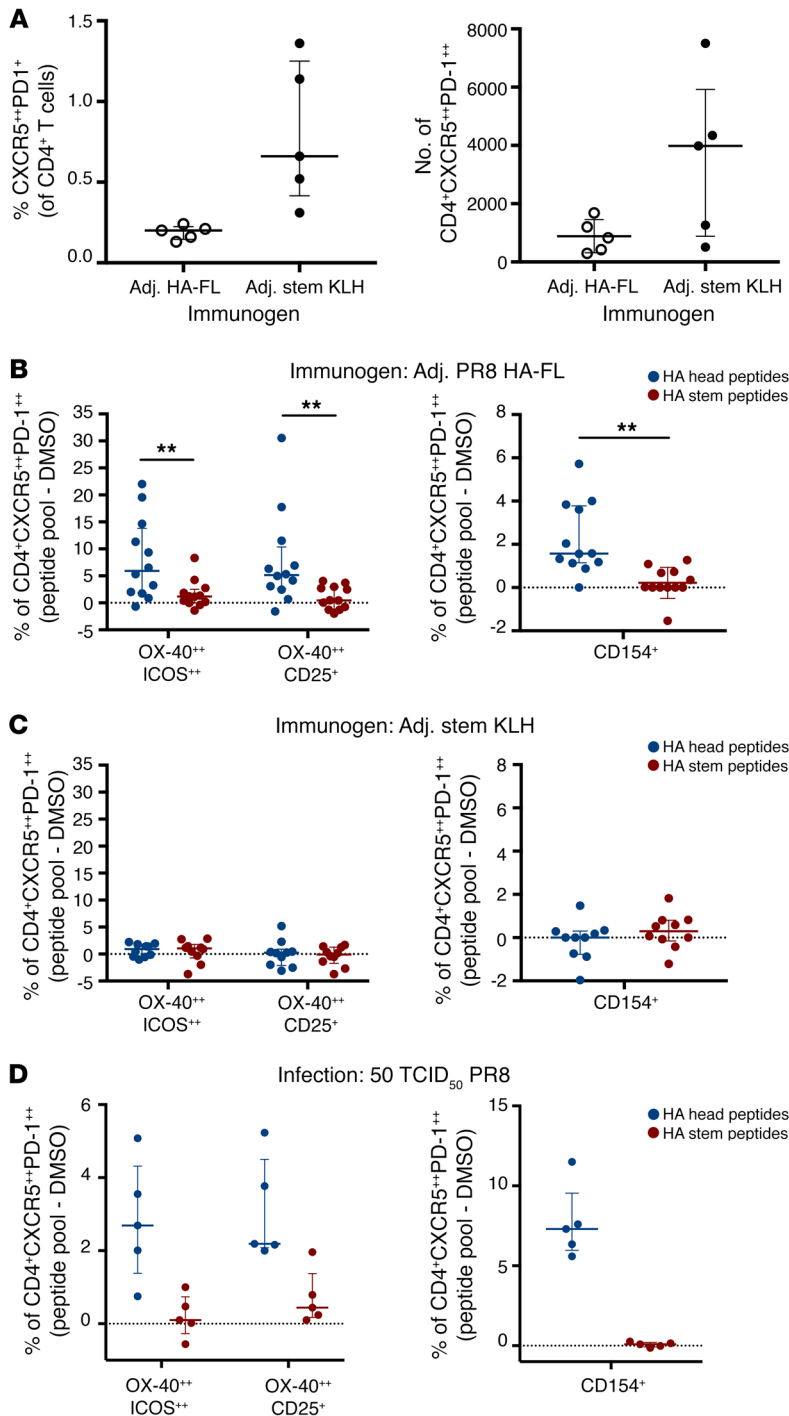 A
% CXCR5⁺⁺PD1⁺
(of CD4⁺ T cells)
1.5
1.0
0.5
0.0
Adj. HA-FL
Adj. stem KLH
Immunogen
No. of
CD4⁺CXCR5⁺⁺PD-1⁺⁺
8000
6000
4000
2000
0
Adj. HA-FL
Adj. stem KLH
Immunogen
B
Immunogen: Adj. PR8 HA-FL
HA head peptides
HA stem peptides
% of CD4⁺CXCR5⁺⁺PD-1⁺⁺
(peptide pool - DMSO)
35
30
25
20
15
10
5
0
-5
**
**
OX-40⁺⁺
ICOS⁺⁺
OX-40⁺⁺
CD25⁺
% of CD4⁺CXCR5⁺⁺PD-1⁺⁺
(peptide pool - DMSO)
8
6
4
2
0
-2
**
CD154⁺
C
Immunogen: Adj. stem KLH
HA head peptides
HA stem peptides
% of CD4⁺CXCR5⁺⁺PD-1⁺⁺
(peptide pool - DMSO)
35
30
25
20
15
10
5
0
-5
OX-40⁺⁺
ICOS⁺⁺
OX-40⁺⁺
CD25⁺
% of CD4⁺CXCR5⁺⁺PD-1⁺⁺
(peptide pool - DMSO)
8
6
4
2
0
-2
CD154⁺
D
Infection: 50 TCID₅₀ PR8
HA head peptides
HA stem peptides
% of CD4⁺CXCR5⁺⁺PD-1⁺⁺
(peptide pool - DMSO)
6
4
2
0
OX-40⁺⁺
ICOS⁺⁺
OX-40⁺⁺
CD25⁺
% of CD4⁺CXCR5⁺⁺PD-1⁺⁺
(peptide pool - DMSO)
15
10
5
0
CD154⁺